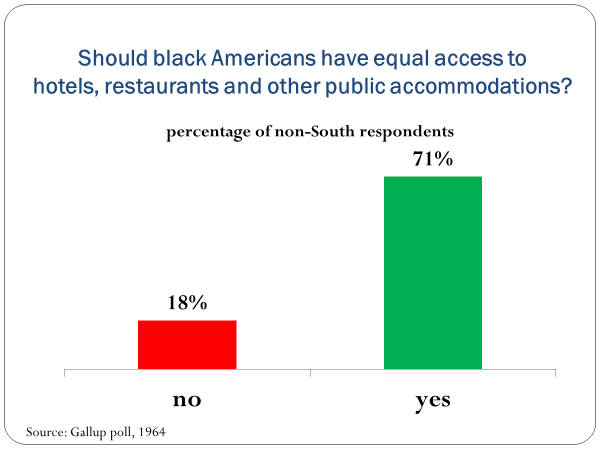 Should black Americans have equal access to
hotels, restaurants and other public accommodations?
percentage of non-South respondents
71%
18%
no
yes
Source: Gallup poll, 1964